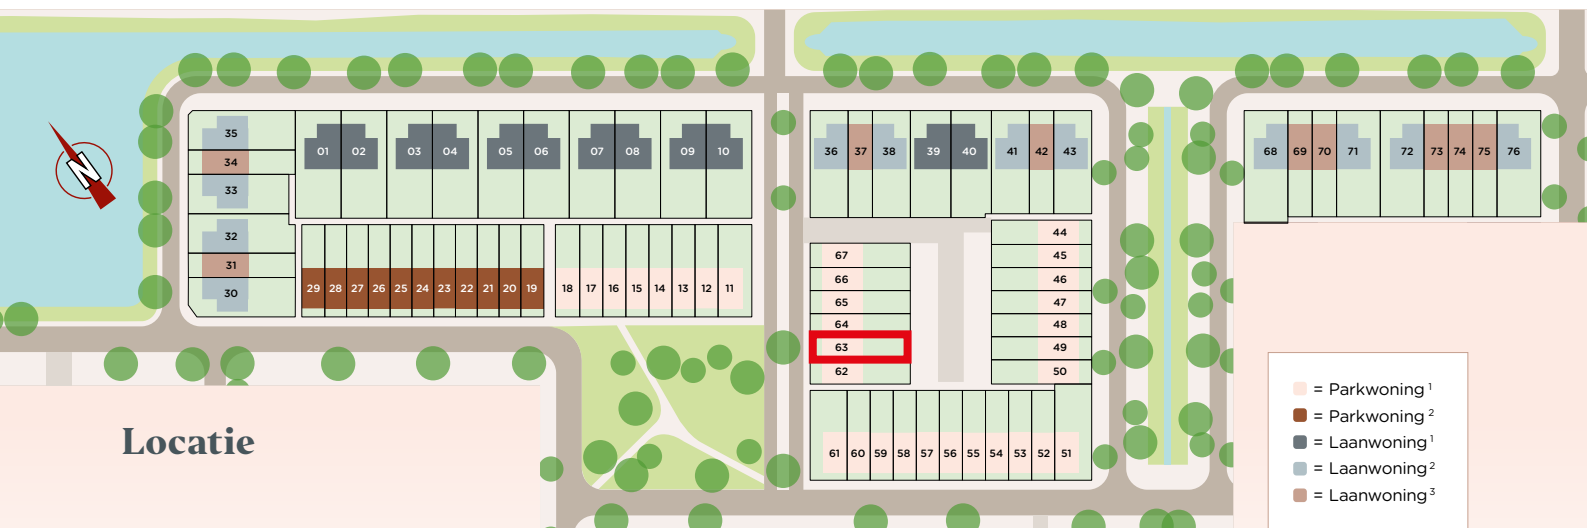 35
34
33
32
31
30
N
01 02 03 04 05 06 07 08 09 10
29 28 27 26 25 24 23 22 21 20 19
18 17 16 15 14 13 12 11
36 37 38 39 40 41 42 43
68 69 70 71 72 73 74 75 76
44
45
46
47
48
49
50
67
66
65
64
63
62
61 60 59 58 57 56 55 54 53 52 51
Locatie
= Parkwoning ¹
= Parkwoning ²
= Laanwoning ¹
= Laanwoning ²
= Laanwoning ³